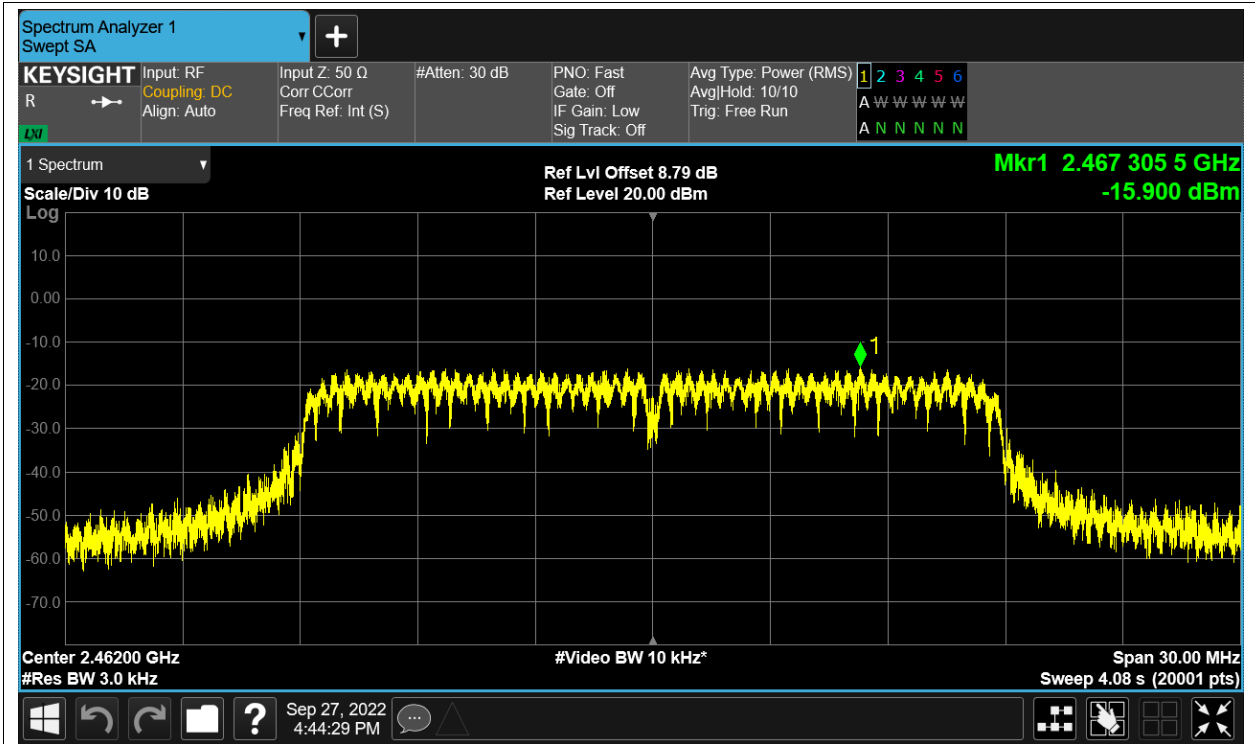 Spectrum Analyzer 1
Swept SA
KEYSIGHT
R
LXI
Input: RF
Coupling: DC
Align: Auto
Input Z: 50 Ω
Corr CCorr
Freq Ref: Int (S)
#Atten: 30 dB
PNO: Fast
Gate: Off
IF Gain: Low
Sig Track: Off
Avg Type: Power (RMS)
Avg|Hold: 10/10
Trig: Free Run
1 2 3 4 5 6
A W W W W W
A N N N N N
1 Spectrum
Scale/Div 10 dB
Log
Ref Lvl Offset 8.79 dB
Ref Level 20.00 dBm
Mkr1 2.467 305 5 GHz
-15.900 dBm
10.0
0.00
-10.0
1
-20.0
-30.0
-40.0
-50.0
-60.0
-70.0
Center 2.46200 GHz
#Res BW 3.0 kHz
#Video BW 10 kHz*
Span 30.00 MHz
Sweep 4.08 s (20001 pts)
?
Sep 27, 2022
4:44:29 PM